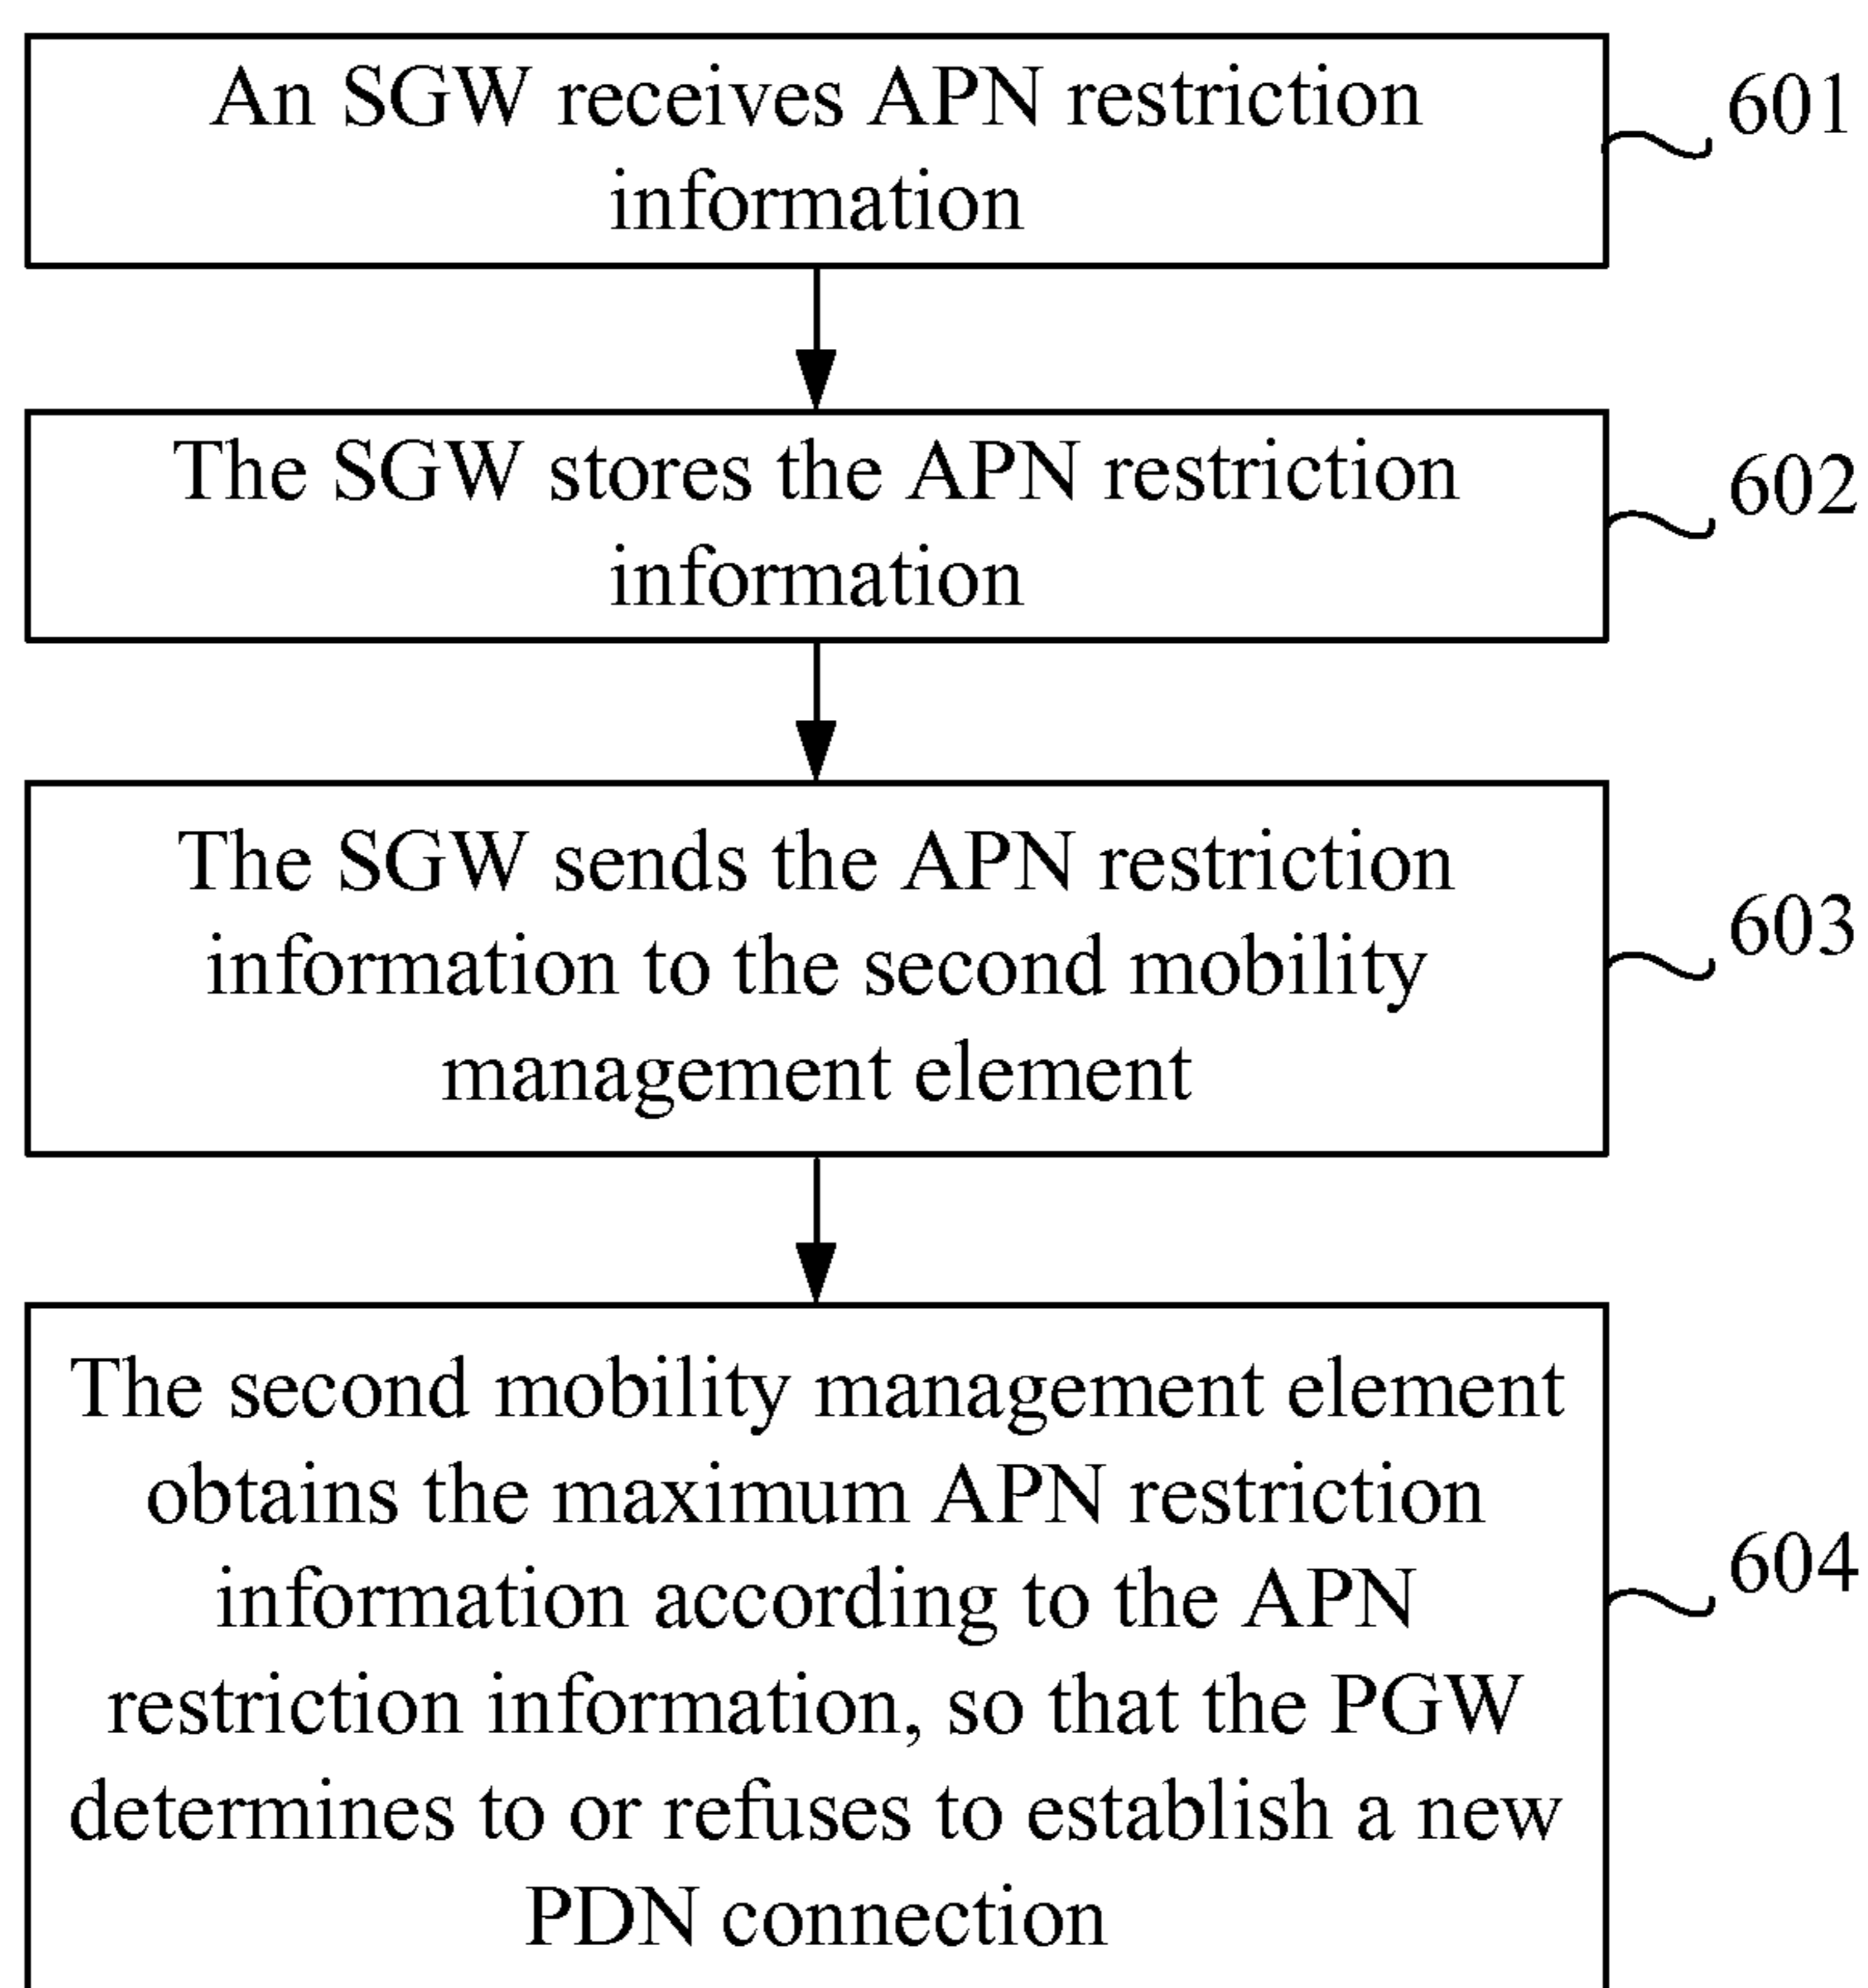 An SGW receives APN restriction
information
601
The SGW stores the APN restriction
information
602
The SGW sends the APN restriction
information to the second mobility
management element
603
The second mobility management element
obtains the maximum APN restriction
information according to the APN
restriction information, so that the PGW
determines to or refuses to establish a new
PDN connection
604